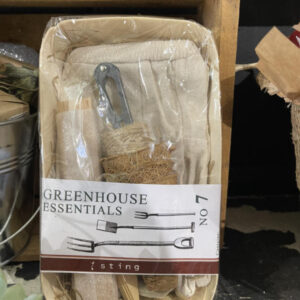 GREENHOUSE
ESSENTIALS
NO 7
sting